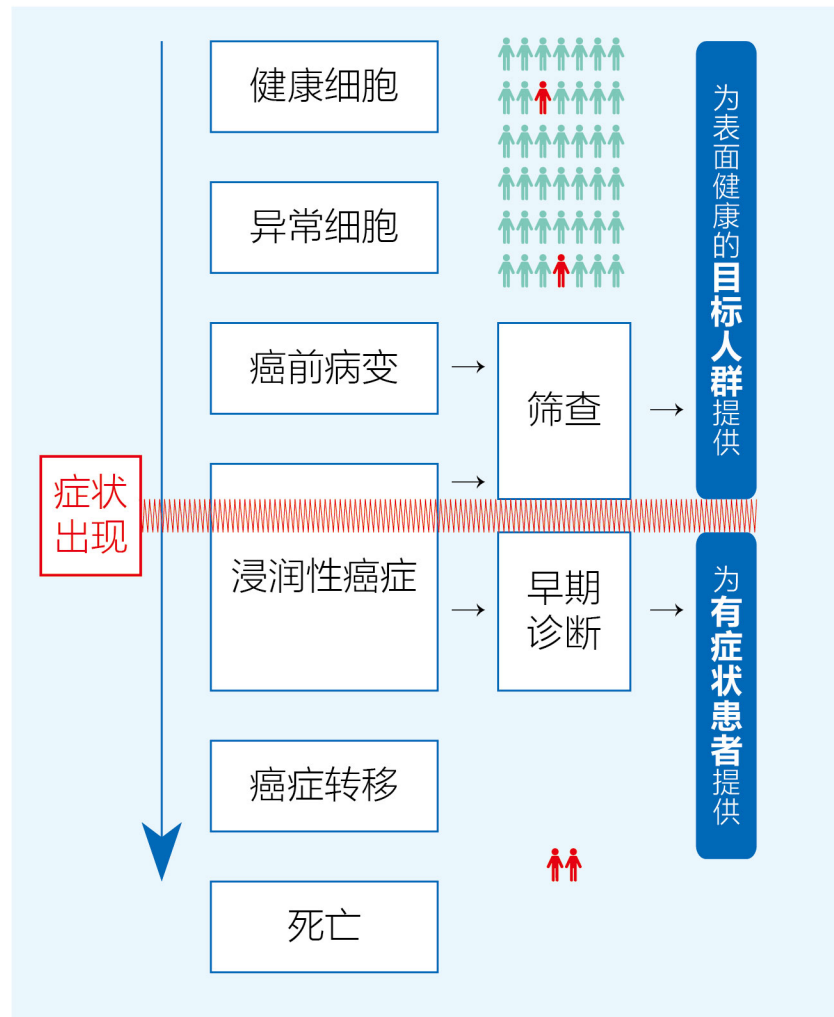 健康细胞
异常细胞
癌前病变
筛查
为表面健康的目标人群提供
症状
出现
浸润性癌症
早期
诊断
为有症状患者提供
癌症转移
死亡